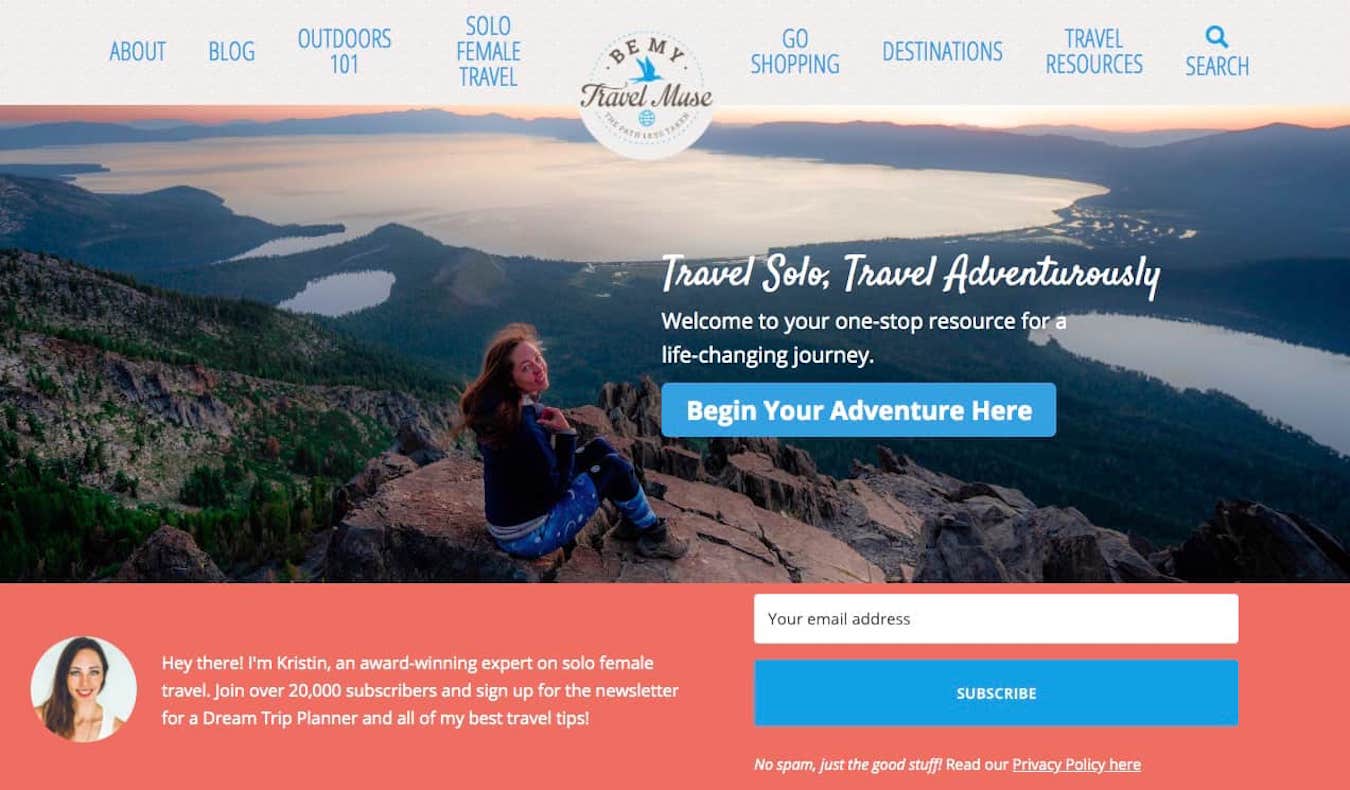 ABOUT
BLOG
OUTDOORS
101
SOLO
FEMALE
TRAVEL
BE MY
Travel Muse
THE PATH LESS TAKEN
GO
SHOPPING
DESTINATIONS
TRAVEL
RESOURCES
SEARCH
Travel Solo, Travel Adventurously
Welcome to your one-stop resource for a
life-changing journey.
Begin Your Adventure Here
Hey there! I'm Kristin, an award-winning expert on solo female
travel. Join over 20,000 subscribers and sign up for the newsletter
for a Dream Trip Planner and all of my best travel tips!
Your email address
SUBSCRIBE
No spam, just the good stuff! Read our Privacy Policy here